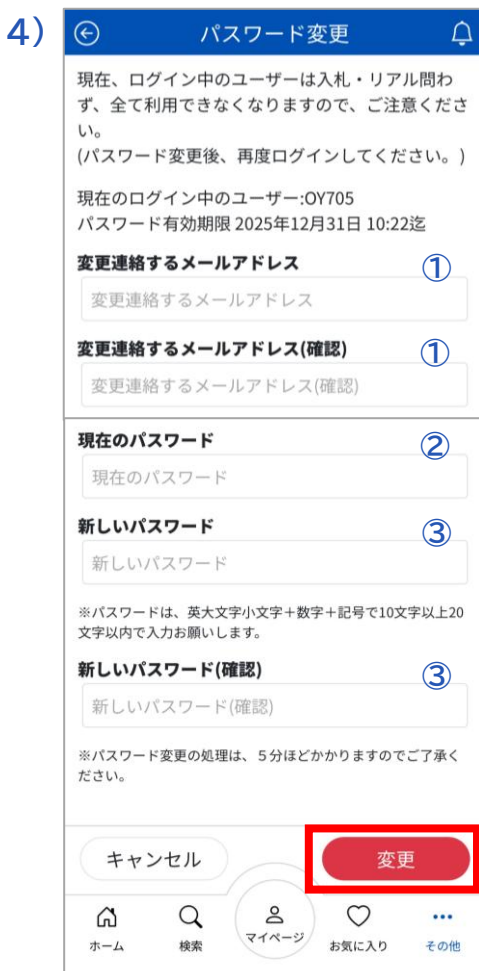 4)
パスワード変更
現在、ログイン中のユーザーは入札・リアル問わ
ず、全て利用できなくなりますので、ご注意くださ
い。
(パスワード変更後、再度ログインしてください。)
現在のログイン中のユーザー:OY705
パスワード有効期限 2025年12月31日 10:22迄
変更連絡するメールアドレス ①
変更連絡するメールアドレス
変更連絡するメールアドレス(確認) ①
変更連絡するメールアドレス(確認)
現在のパスワード ②
現在のパスワード
新しいパスワード ③
新しいパスワード
※パスワードは、英大文字小文字＋数字＋記号で10文字以上20
文字以内で入力お願いします。
新しいパスワード(確認) ③
新しいパスワード(確認)
※パスワード変更の処理は、５分ほどかかりますのでご了承く
ださい。
キャンセル 変更
ホーム 検索 マイページ お気に入り その他